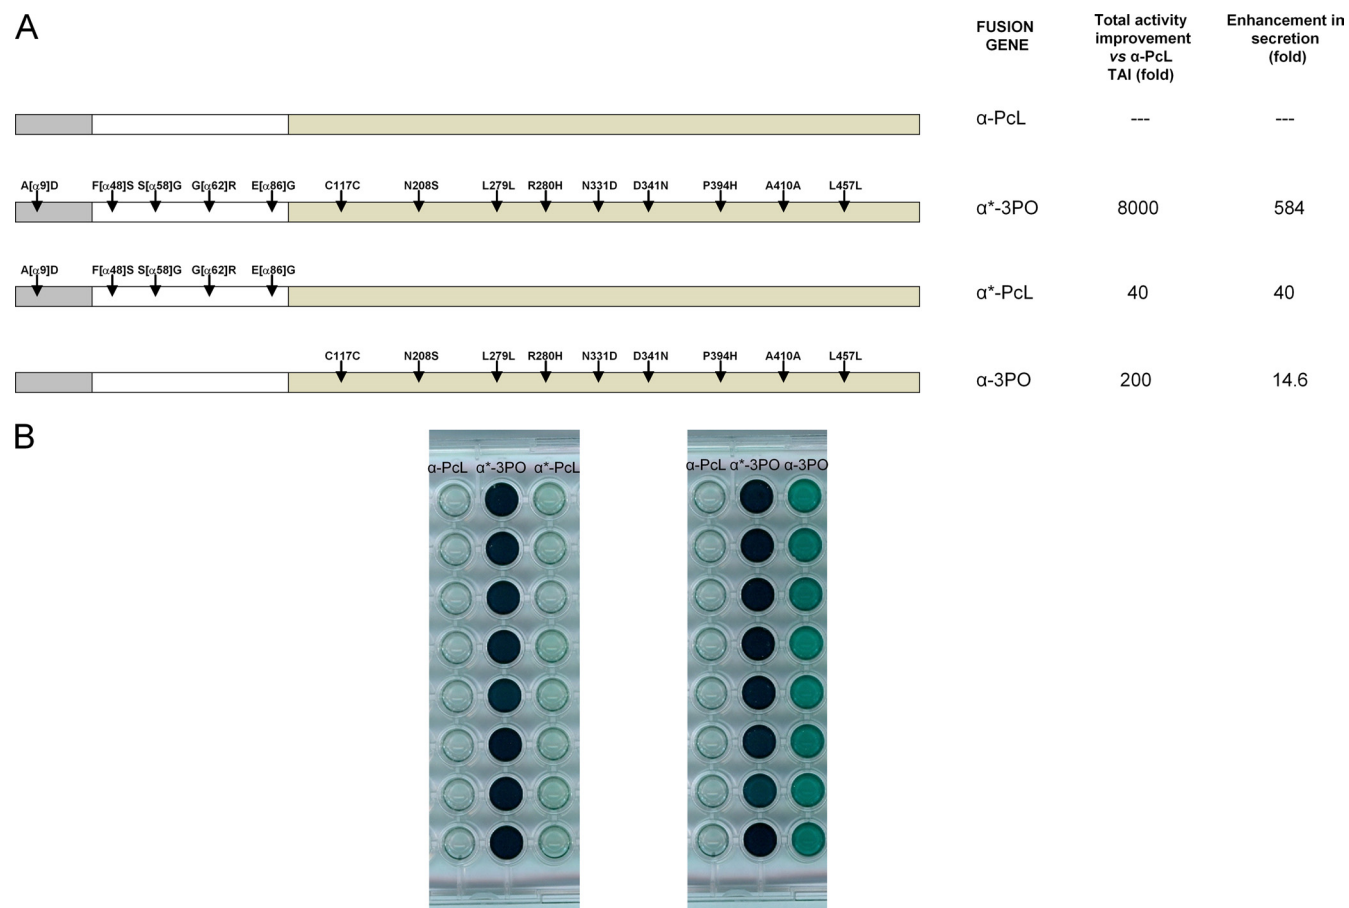 A
FUSION
GENE
Total activity
improvement
vs α-PcL
TAI (fold)
Enhancement in
secretion
(fold)
α-PcL --- ---
A[α9]D F[α48]S S[α58]G G[α62]R E[α86]G C117C N208S L279L R280H N331D D341N P394H A410A L457L
α*-3PO 8000 584
A[α9]D F[α48]S S[α58]G G[α62]R E[α86]G
α*-PcL 40 40
C117C N208S L279L R280H N331D D341N P394H A410A L457L
α-3PO 200 14.6
B
α-PcL α*-3PO α*-PcL
α-PcL α*-3PO α-3PO